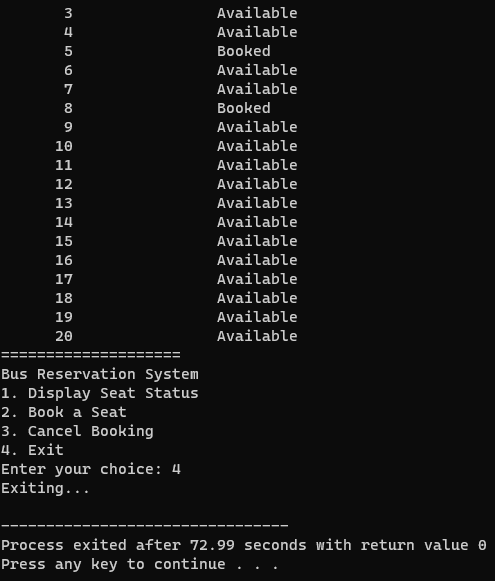 3 Available
4 Available
5 Booked
6 Available
7 Available
8 Booked
9 Available
10 Available
11 Available
12 Available
13 Available
14 Available
15 Available
16 Available
17 Available
18 Available
19 Available
20 Available
====================
Bus Reservation System
1. Display Seat Status
2. Book a Seat
3. Cancel Booking
4. Exit
Enter your choice: 4
Exiting...
--------------------------------
Process exited after 72.99 seconds with return value 0
Press any key to continue . . .